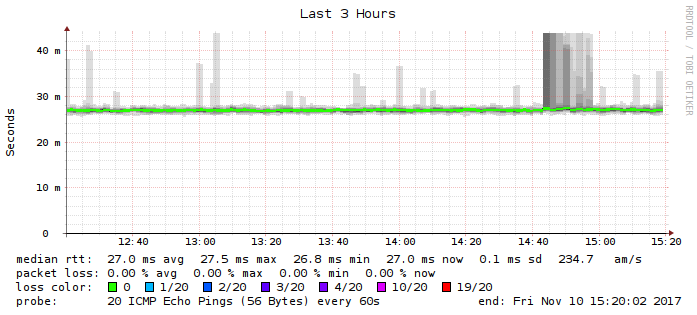 Last 3 Hours
RRDTOOL / TOBI OETIKER
Seconds
40 m
30 m
20 m
10 m
0
12:40 13:00 13:20 13:40 14:00 14:20 14:40 15:00 15:20
median rtt: 27.0 ms avg 27.5 ms max 26.8 ms min 27.0 ms now 0.1 ms sd 234.7 am/s
packet loss: 0.00 % avg 0.00 % max 0.00 % min 0.00 % now
loss color: 0 1/20 2/20 3/20 4/20 10/20 19/20
probe: 20 ICMP Echo Pings (56 Bytes) every 60s end: Fri Nov 10 15:20:02 2017